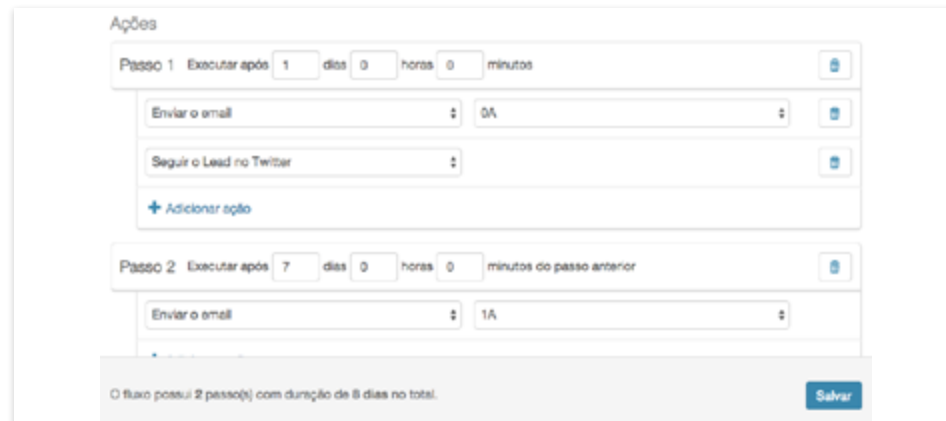 Ações
Passo 1 Executar após 1 dias 0 horas 0 minutos
Enviar o email 0A
Seguir o Lead no Twitter
+ Adicionar ação
Passo 2 Executar após 7 dias 0 horas 0 minutos do passo anterior
Enviar o email 1A
O fluxo possui 2 passo(s) com duração de 8 dias no total.
Salvar